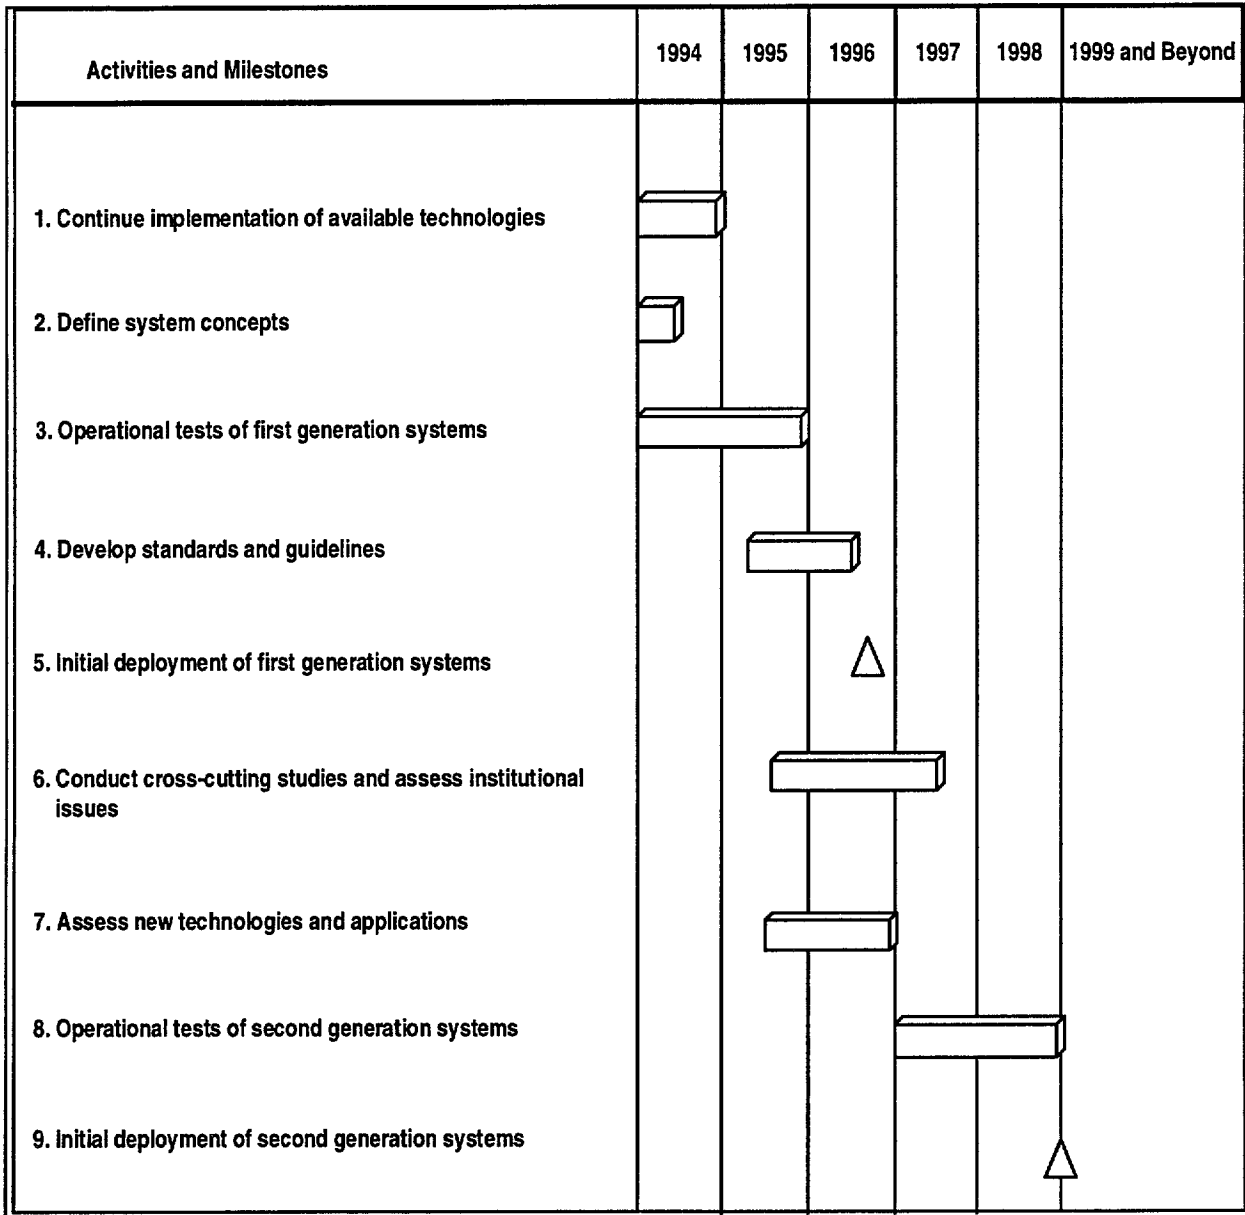 Activities and Milestones
1994
1995
1996
1997
1998
1999 and Beyond
1. Continue implementation of available technologies
2. Define system concepts
3. Operational tests of first generation systems
4. Develop standards and guidelines
5. Initial deployment of first generation systems
6. Conduct cross-cutting studies and assess institutional
issues
7. Assess new technologies and applications
8. Operational tests of second generation systems
9. Initial deployment of second generation systems